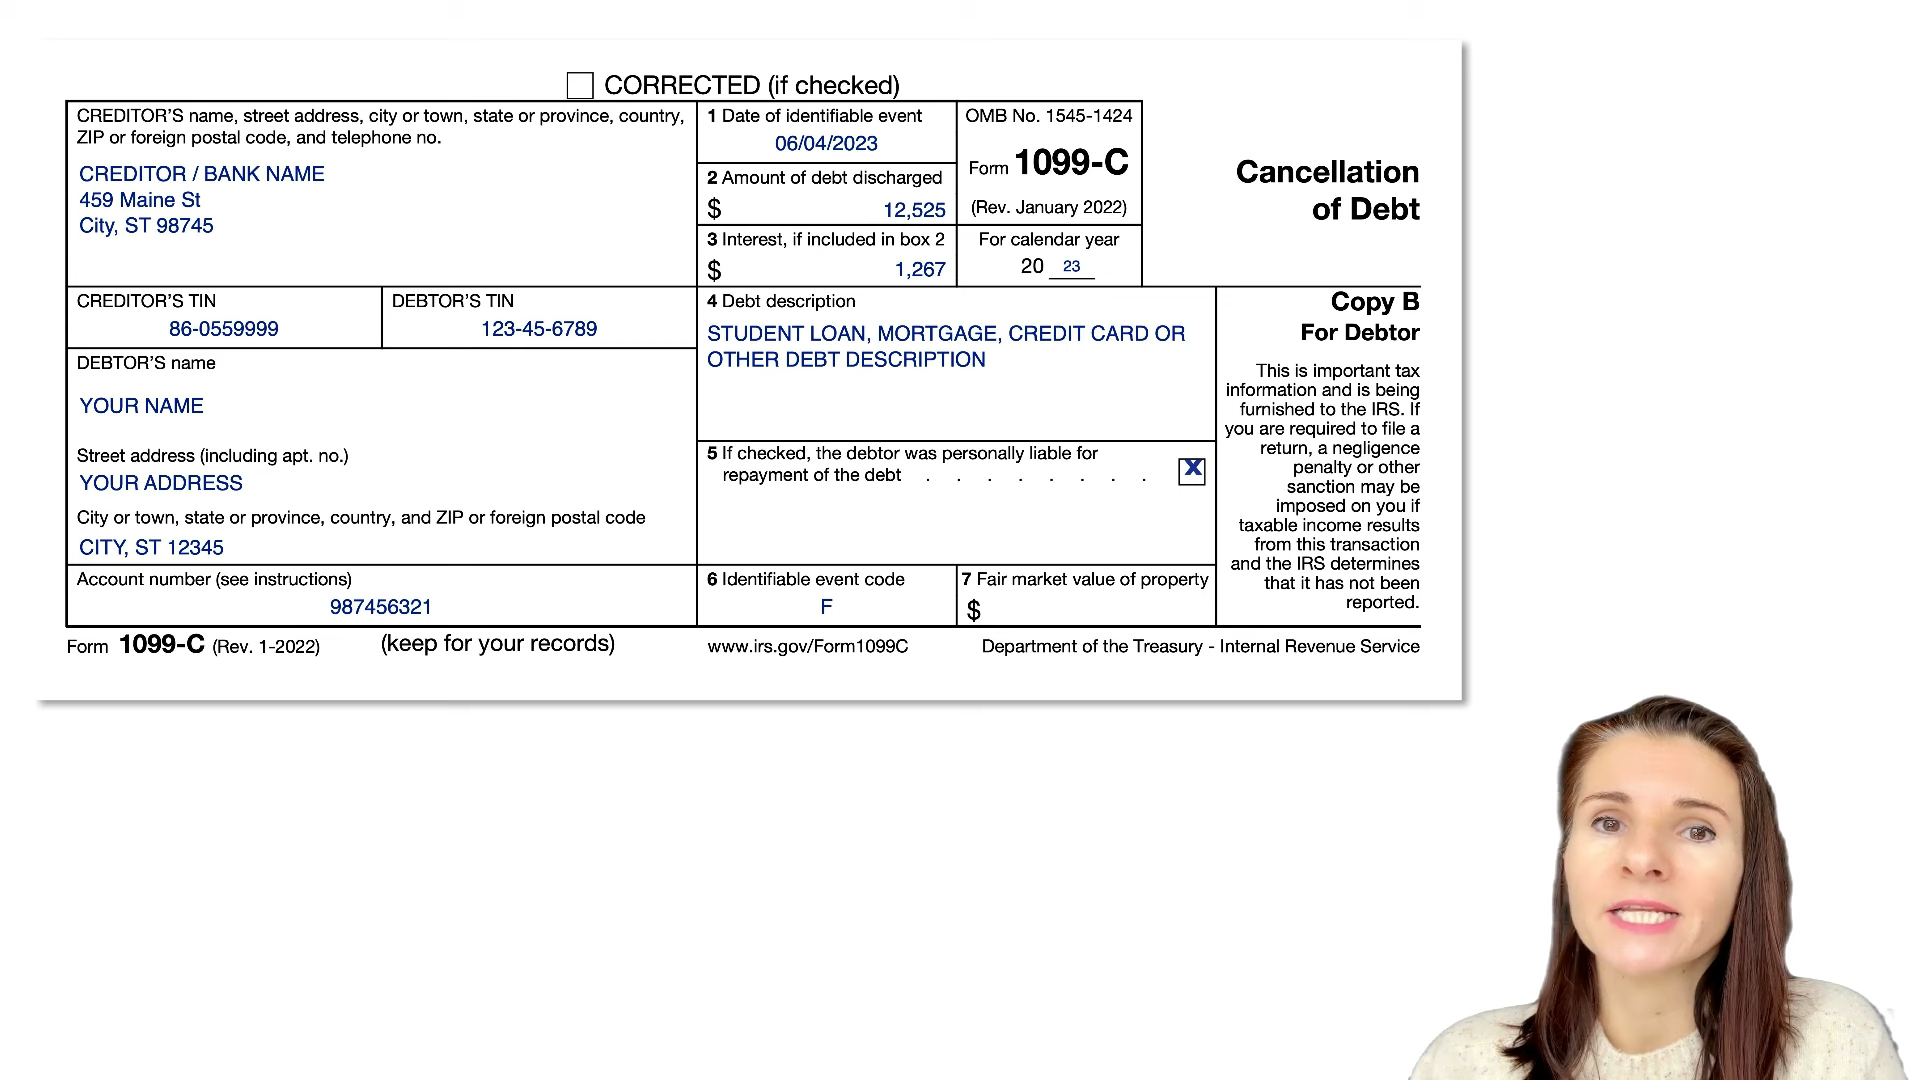 CORRECTED (if checked)
CREDITOR'S name, street address, city or town, state or province, country,
ZIP or foreign postal code, and telephone no.
CREDITOR / BANK NAME
459 Maine St
City, ST 98745
1 Date of identifiable event
06/04/2023
2 Amount of debt discharged
$ 12,525
3 Interest, if included in box 2
$ 1,267
OMB No. 1545-1424
Form 1099-C
(Rev. January 2022)
For calendar year
20 23
Cancellation
of Debt
CREDITOR'S TIN
86-0559999
DEBTOR'S TIN
123-45-6789
DEBTOR'S name
YOUR NAME
Street address (including apt. no.)
YOUR ADDRESS
City or town, state or province, country, and ZIP or foreign postal code
CITY, ST 12345
Account number (see instructions)
987456321
4 Debt description
STUDENT LOAN, MORTGAGE, CREDIT CARD OR
OTHER DEBT DESCRIPTION
5 If checked, the debtor was personally liable for
repayment of the debt . . . . . . . . X
6 Identifiable event code
F
7 Fair market value of property
$
Copy B
For Debtor
This is important tax
information and is being
furnished to the IRS. If
you are required to file a
return, a negligence
penalty or other
sanction may be
imposed on you if
taxable income results
from this transaction
and the IRS determines
that it has not been
reported.
Form 1099-C (Rev. 1-2022) (keep for your records) www.irs.gov/Form1099C Department of the Treasury - Internal Revenue Service